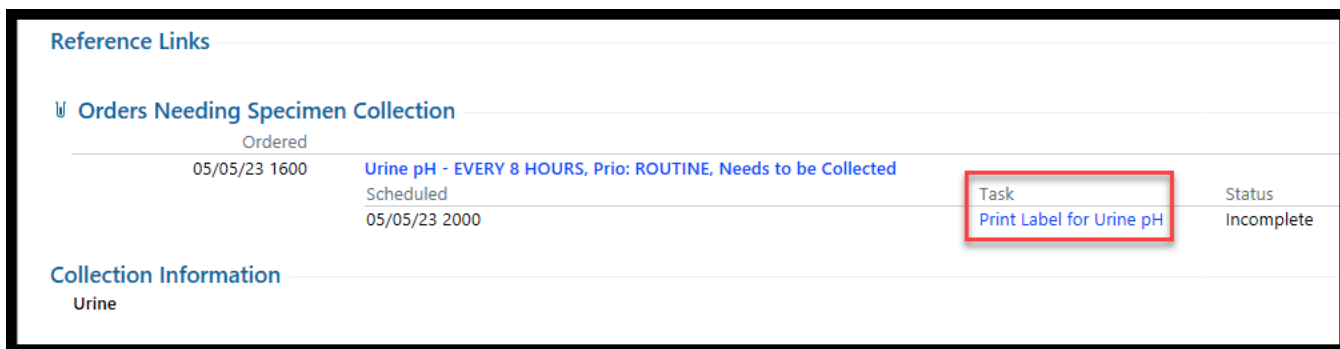 Reference Links
Orders Needing Specimen Collection
Ordered
05/05/23 1600 Urine pH - EVERY 8 HOURS, Prio: ROUTINE, Needs to be Collected
Scheduled Task Status
05/05/23 2000 Print Label for Urine pH Incomplete
Collection Information
Urine